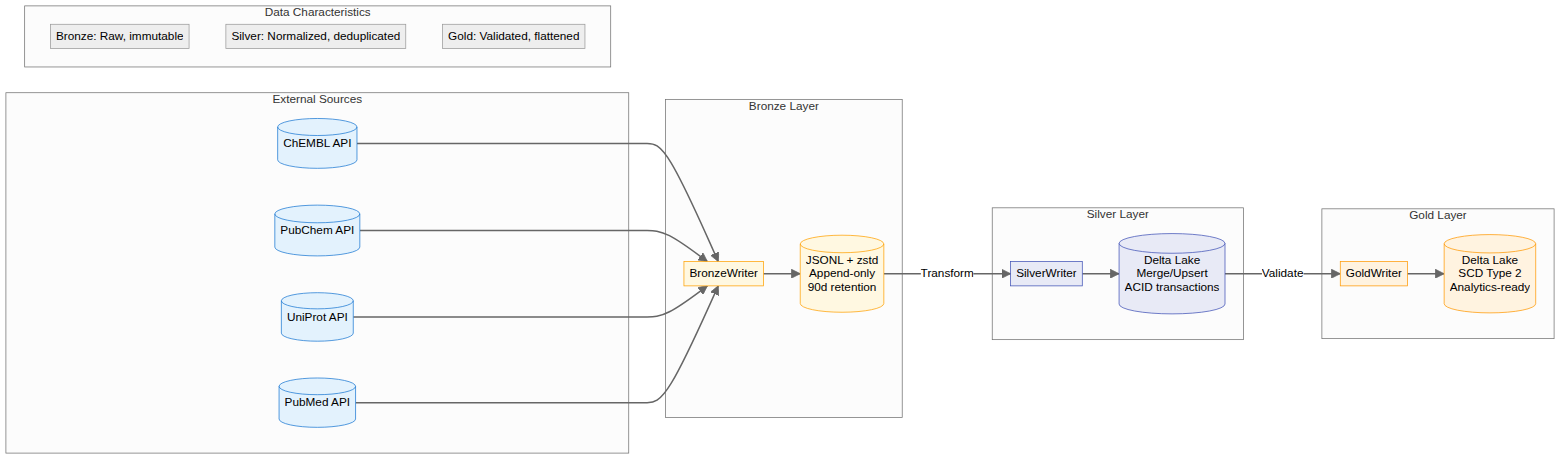 Data Characteristics
Bronze: Raw, immutable
Silver: Normalized, deduplicated
Gold: Validated, flattened
External Sources
ChEMBL API
PubChem API
UniProt API
PubMed API
Bronze Layer
BronzeWriter
JSONL + zstd
Append-only
90d retention
Transform
Silver Layer
SilverWriter
Delta Lake
Merge/Upsert
ACID transactions
Validate
Gold Layer
GoldWriter
Delta Lake
SCD Type 2
Analytics-ready